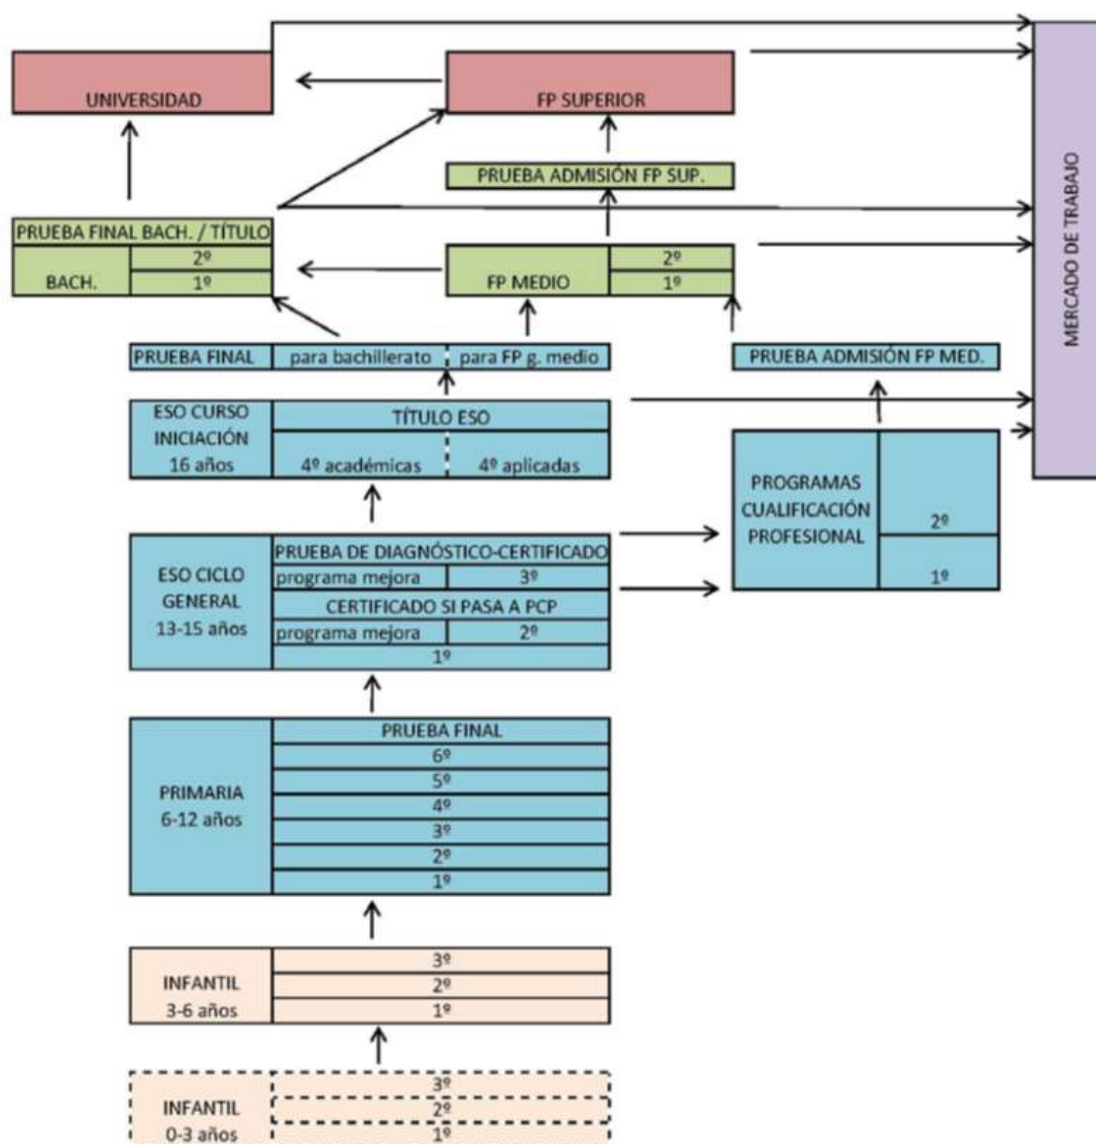 UNIVERSIDAD
FP SUPERIOR
MERCADO DE TRABAJO
PRUEBA ADMISIÓN FP SUP.
PRUEBA FINAL BACH. / TÍTULO
BACH.
2º
1º
FP MEDIO
2º
1º
PRUEBA FINAL
para bachillerato
para FP g. medio
PRUEBA ADMISIÓN FP MED.
ESO CURSO
INICIACIÓN
16 años
TÍTULO ESO
4º académicas
4º aplicadas
PROGRAMAS
CUALIFICACIÓN
PROFESIONAL
2º
1º
ESO CICLO
GENERAL
13-15 años
PRUEBA DE DIAGNÓSTICO-CERTIFICADO
programa mejora
3º
CERTIFICADO SI PASA A PCP
programa mejora
2º
1º
PRIMARIA
6-12 años
PRUEBA FINAL
6º
5º
4º
3º
2º
1º
INFANTIL
3-6 años
3º
2º
1º
INFANTIL
0-3 años
3º
2º
1º